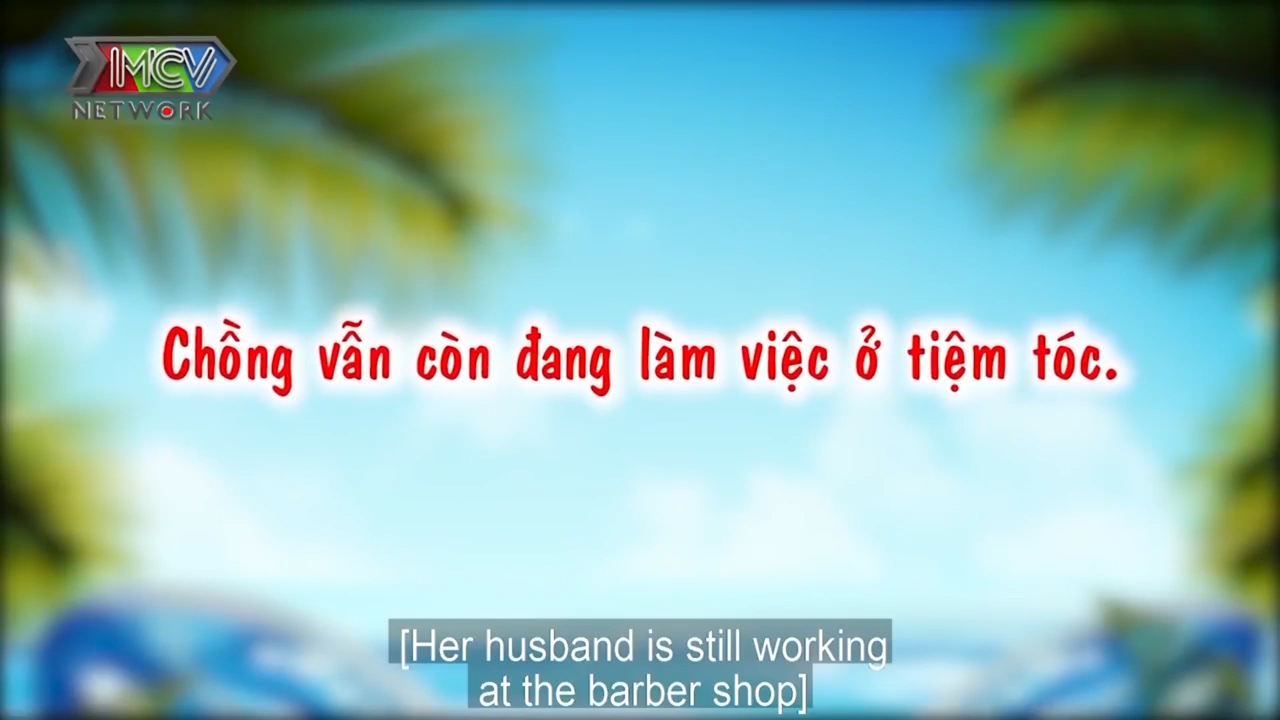 MCV
NETWORK
Chồng vẫn còn đang làm việc ở tiệm tóc.
[Her husband is still working
at the barber shop]